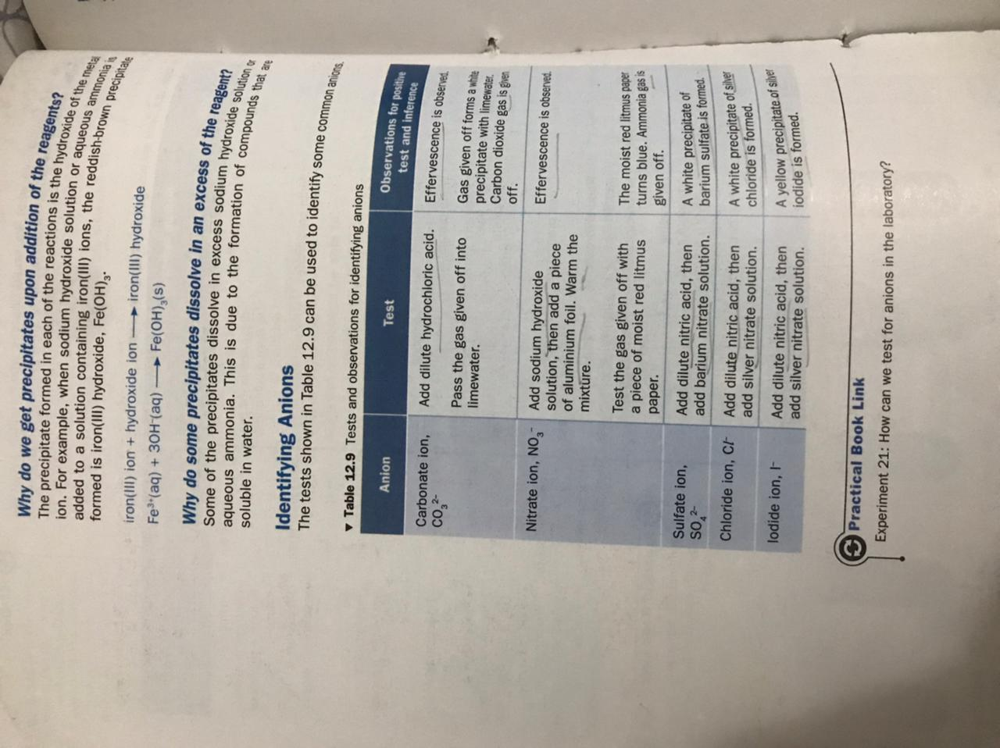 Why do we get precipitates upon addition of the reagents?
The precipitate formed in each of the reactions is the hydroxide of the metal
ion. For example, when sodium hydroxide solution or aqueous ammonia is
added to a solution containing iron(III) ions, the reddish-brown precipitate
formed is iron(III) hydroxide, Fe(OH)₃.
iron(III) ion + hydroxide ion ⟶ iron(III) hydroxide
Fe³⁺(aq) + 3OH⁻(aq) ⟶ Fe(OH)₃(s)
Why do some precipitates dissolve in an excess of the reagent?
Some of the precipitates dissolve in excess sodium hydroxide solution or
aqueous ammonia. This is due to the formation of compounds that are
soluble in water.
Identifying Anions
The tests shown in Table 12.9 can be used to identify some common anions.
▼ Table 12.9 Tests and observations for identifying anions
Anion
Test
Observations for positive
test and inference
Carbonate ion,
CO₃²⁻
Add dilute hydrochloric acid.
Effervescence is observed.
Pass the gas given off into
limewater.
Gas given off forms a white
precipitate with limewater.
Carbon dioxide gas is given
off.
Nitrate ion, NO₃⁻
Add sodium hydroxide
solution, then add a piece
of aluminium foil. Warm the
mixture.
Effervescence is observed.
Test the gas given off with
a piece of moist red litmus
paper.
The moist red litmus paper
turns blue. Ammonia gas is
given off.
Sulfate ion,
SO₄²⁻
Add dilute nitric acid, then
add barium nitrate solution.
A white precipitate of
barium sulfate is formed.
Chloride ion, Cl⁻
Add dilute nitric acid, then
add silver nitrate solution.
A white precipitate of silver
chloride is formed.
Iodide ion, I⁻
Add dilute nitric acid, then
add silver nitrate solution.
A yellow precipitate of silver
iodide is formed.
Practical Book Link
Experiment 21: How can we test for anions in the laboratory?